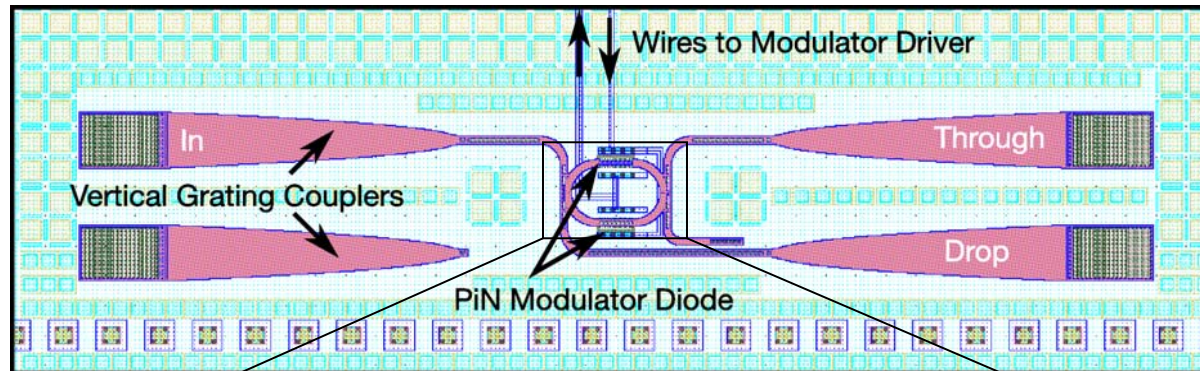 Wires to Modulator Driver
In
Through
Vertical Grating Couplers
Drop
PiN Modulator Diode